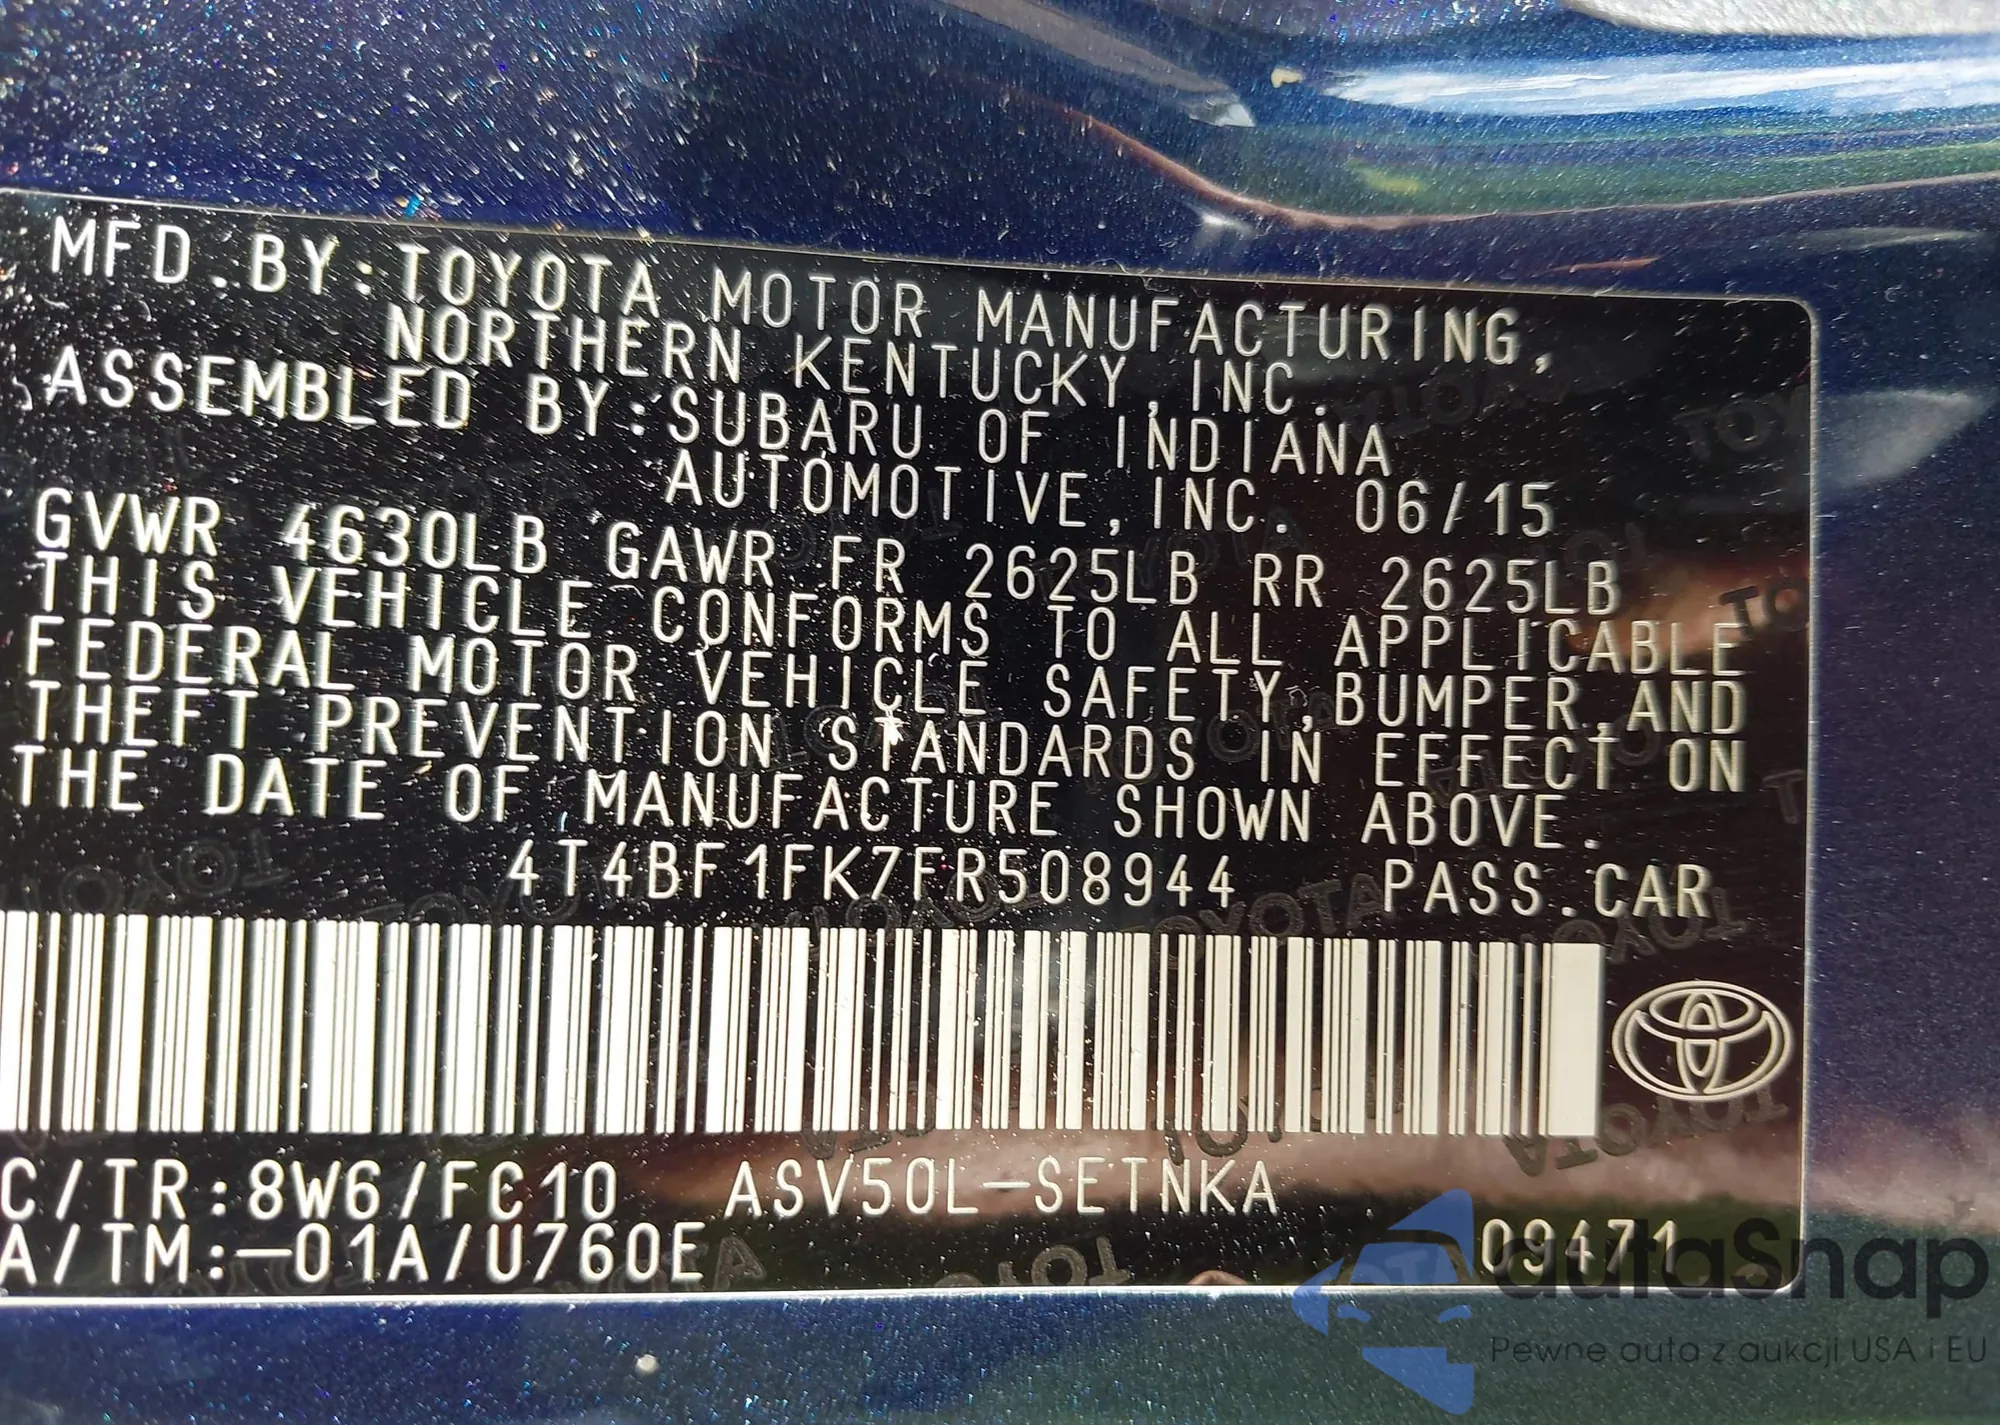 MFD.BY:TOYOTA MOTOR MANUFACTURING,
NORTHERN KENTUCKY,INC.
ASSEMBLED BY:SUBARU OF INDIANA
AUTOMOTIVE,INC. 06/15
GVWR 4630LB GAWR FR 2625LB RR 2625LB
THIS VEHICLE CONFORMS TO ALL APPLICABLE
FEDERAL MOTOR VEHICLE SAFETY,BUMPER,AND
THEFT PREVENTION STANDARDS IN EFFECT ON
THE DATE OF MANUFACTURE SHOWN ABOVE.
4T4BF1FK7FR508944 PASS.CAR
C/TR:8W6/FC10 ASV50L-SETNKA
A/TM:-01A/U760E 09471
autaSnap
Pewne auta z aukcji USA i EU